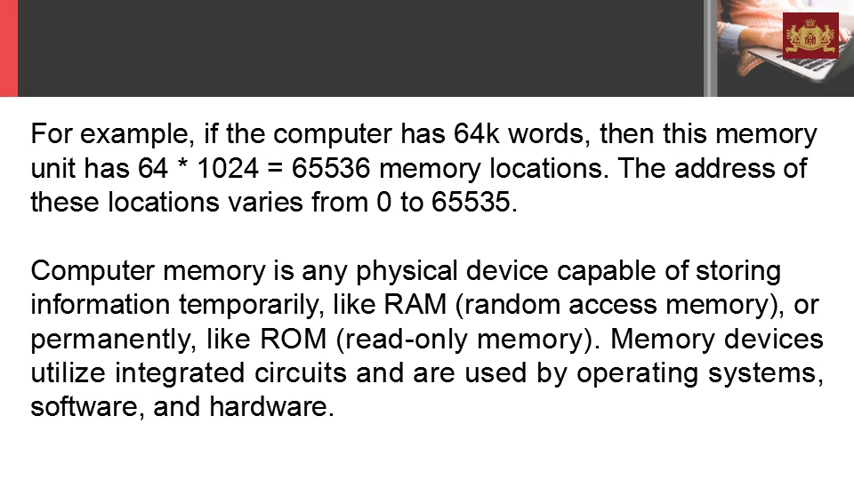 For example, if the computer has 64k words, then this memory
unit has 64 * 1024 = 65536 memory locations. The address of
these locations varies from 0 to 65535.
Computer memory is any physical device capable of storing
information temporarily, like RAM (random access memory), or
permanently, like ROM (read-only memory). Memory devices
utilize integrated circuits and are used by operating systems,
software, and hardware.